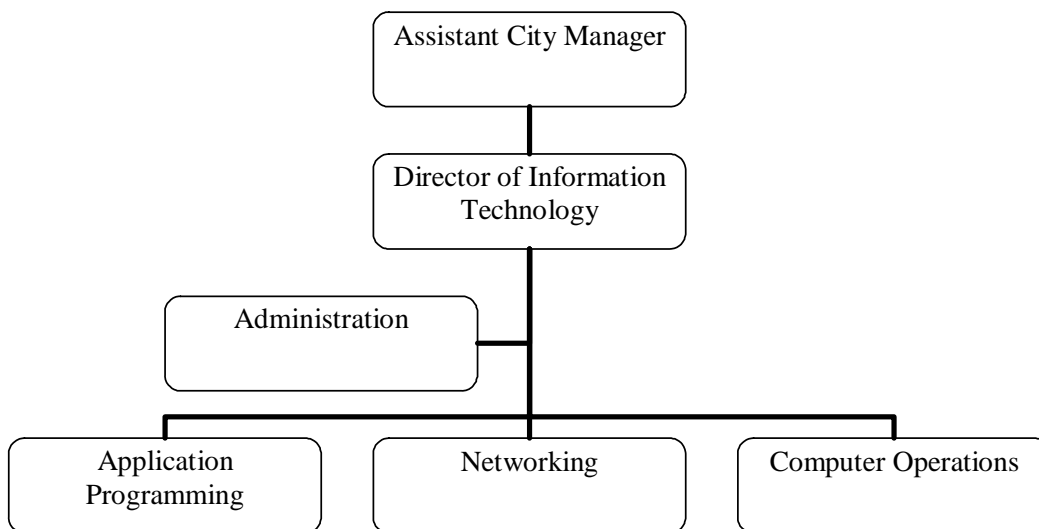 Assistant City Manager
Director of Information
Technology
Administration
Application
Programming
Networking
Computer Operations